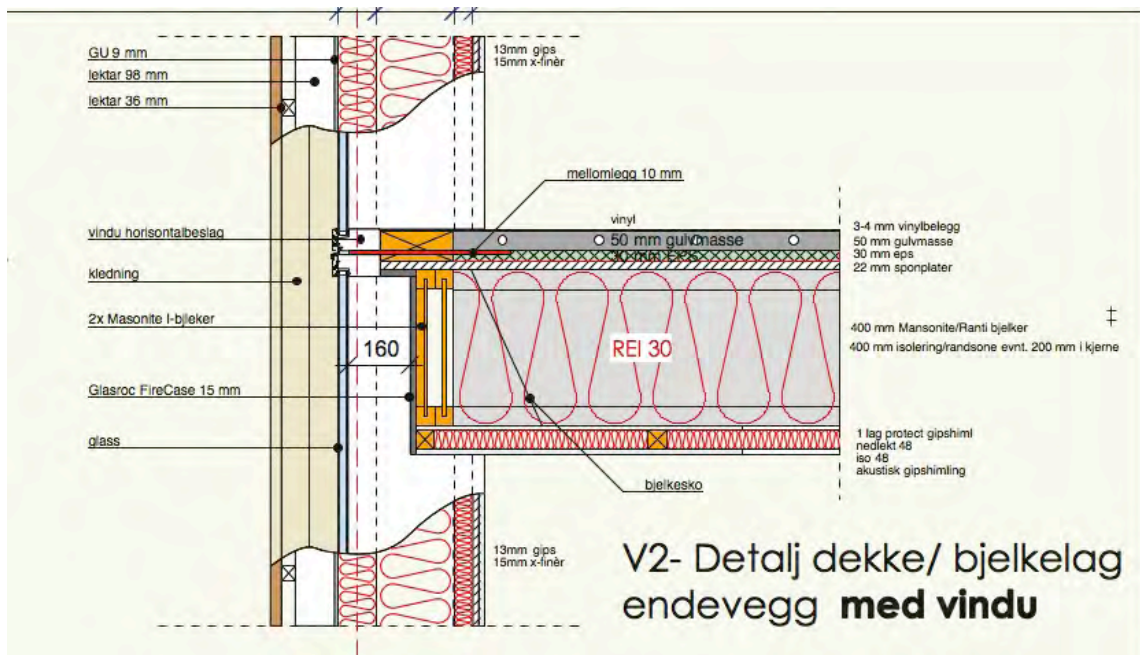 GU 9 mm
lektar 98 mm
lektar 36 mm
13mm gips
15mm x-finèr
mellomlegg 10 mm
vindu horisontalbeslag
vinyl
50 mm gulvmasse
30 mm EPS
3-4 mm vinylbelegg
50 mm gulvmasse
30 mm eps
22 mm sponplater
kledning
2x Masonite I-bjleker
160
REI 30
400 mm Mansonite/Ranti bjelker
400 mm isolering/randsone evnt. 200 mm i kjerne
Glasroc FireCase 15 mm
glass
1 lag protect gipshiml
nedlekt 48
iso 48
akustisk gipshimling
bjelkesko
13mm gips
15mm x-finèr
V2- Detalj dekke/ bjelkelag
endevegg med vindu